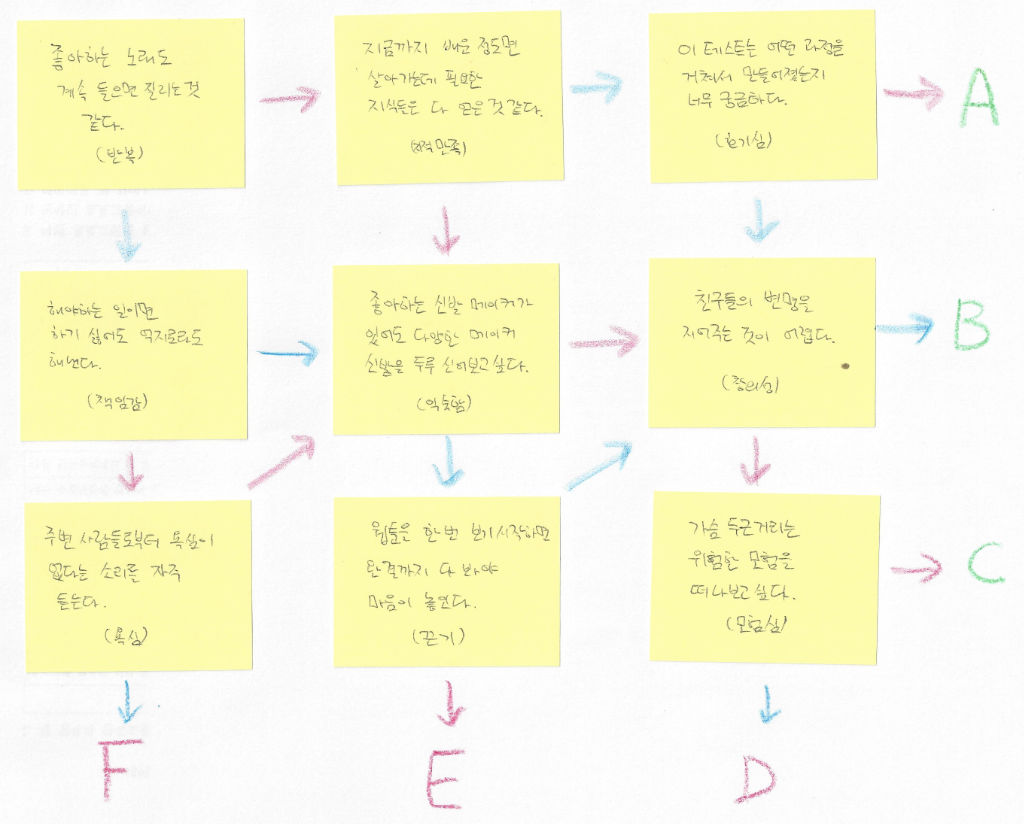 좋아하는 노래도
계속 들으면 질리는 것
같다.
(반복)
지금까지 배운 정도면
살아가는데 필요한
지식들은 다 얻은 것 같다.
(지적 만족)
이 테스트는 어떤 과정을
거쳐서 만들어졌는지
너무 궁금하다.
(호기심)
A
해야하는 일이면
하기 싫어도 억지로라도
해낸다.
(책임감)
좋아하는 신발 메이커가
있어도 다양한 메이커
신발은 두루 신어보고 싶다.
(익숙함)
친구들의 변명을
지어주는 것이 어렵다.
(창의성)
B
주변 사람들로부터 욕심이
없다는 소리를 자주
듣는다.
(욕심)
웹툰은 한 번 보기 시작하면
완결까지 다 봐야
마음이 놓인다.
(끈기)
가슴 두근거리는
위험한 모험을
떠나보고 싶다.
(모험심)
C
F
E
D